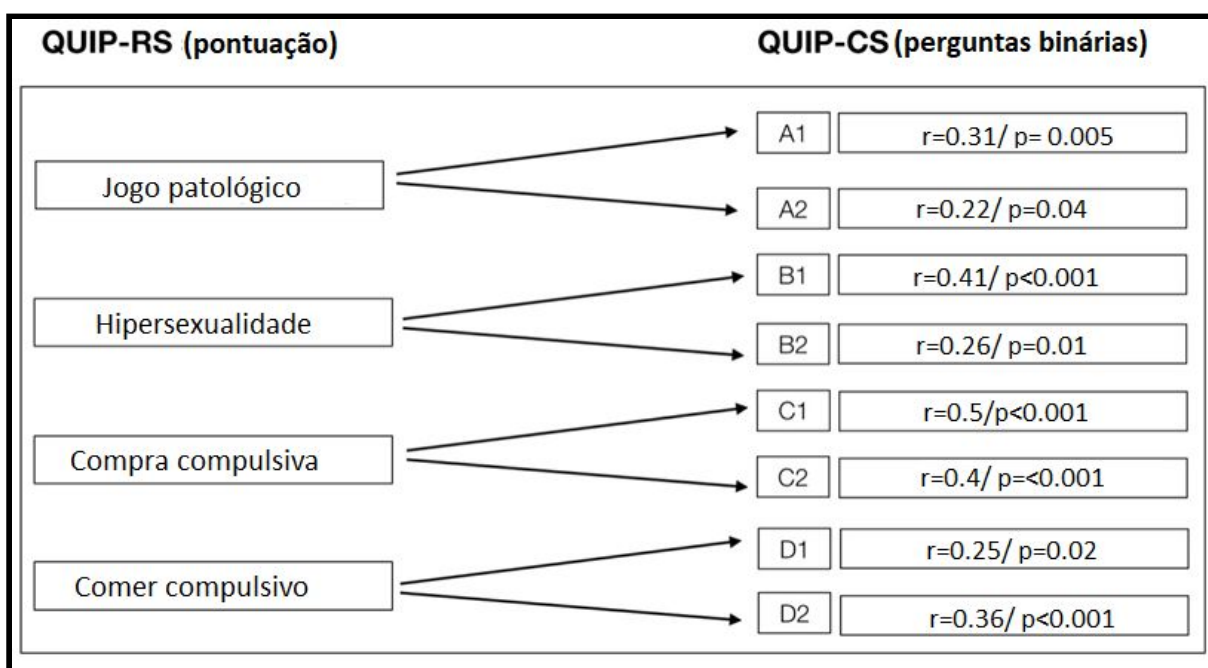 QUIP-RS (pontuação)
QUIP-CS (perguntas binárias)
Jogo patológico
A1
r=0.31/ p= 0.005
A2
r=0.22/ p=0.04
Hipersexualidade
B1
r=0.41/ p<0.001
B2
r=0.26/ p=0.01
Compra compulsiva
C1
r=0.5/p<0.001
C2
r=0.4/ p=<0.001
Comer compulsivo
D1
r=0.25/ p=0.02
D2
r=0.36/ p<0.001